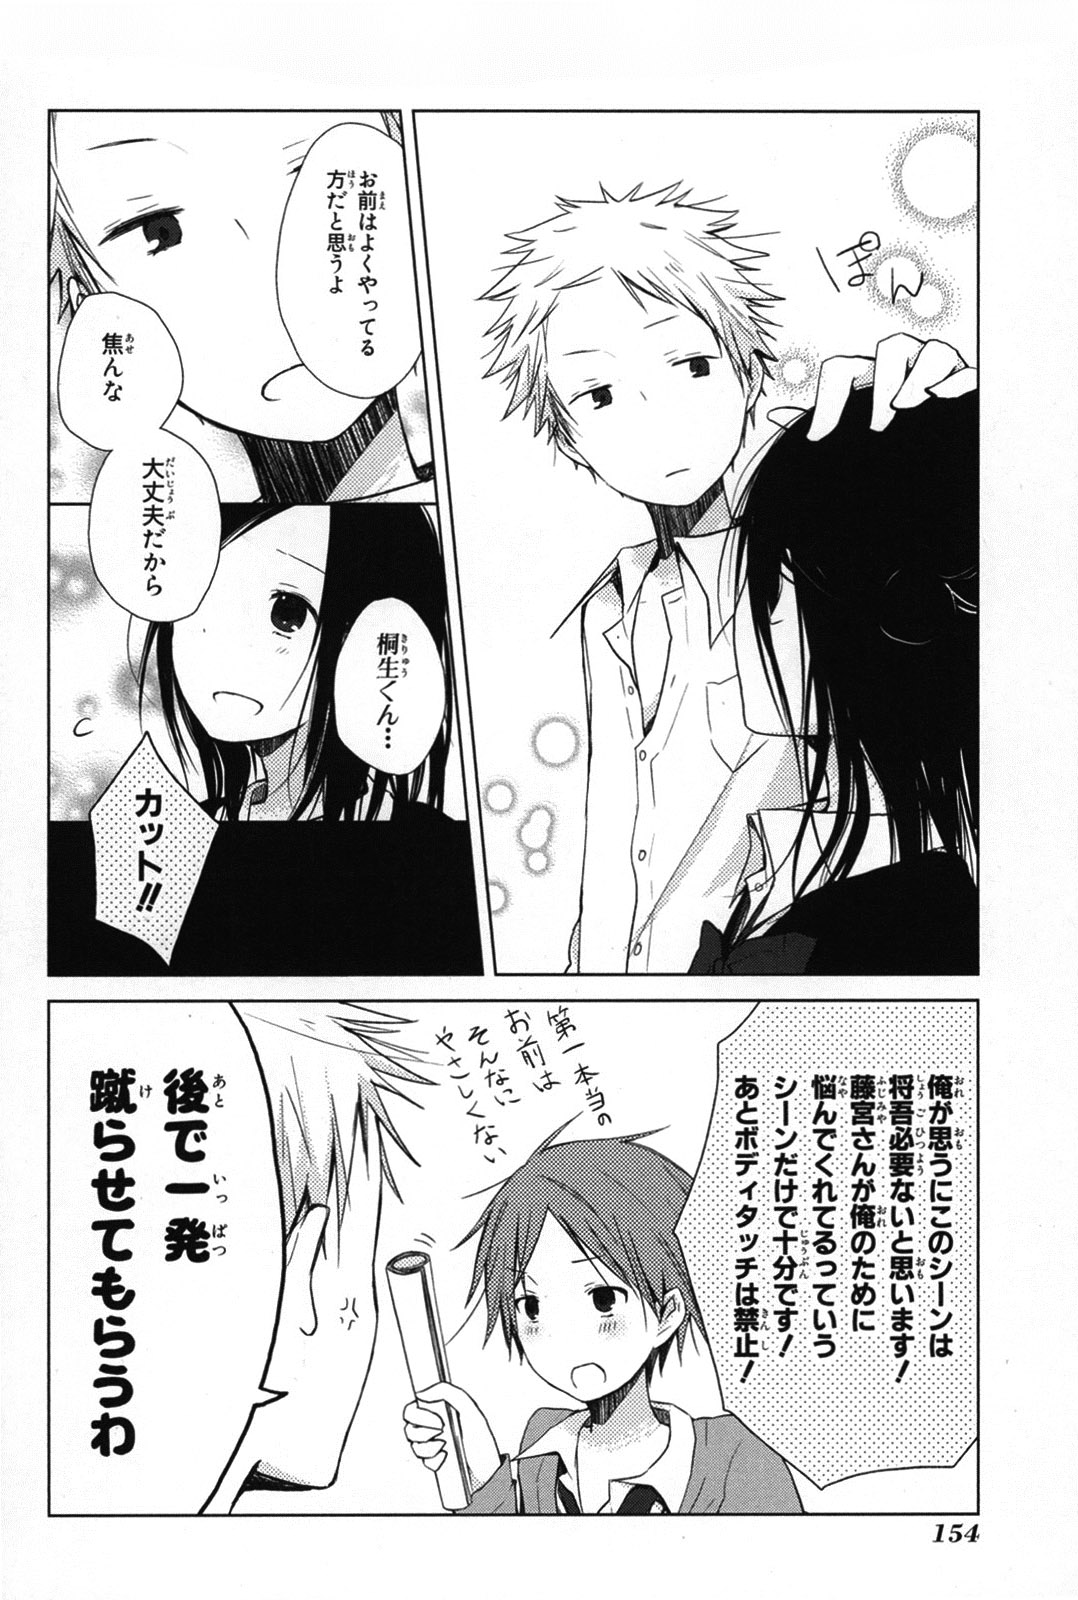 ぽん
お前はよくやってる
方だと思うよ
焦んな
大丈夫だから
桐生くん…
カット!!
俺が思うにこのシーンは
将吾必要ないと思います!
藤宮さんが俺のために
悩んでくれてるっていう
シーンだけで十分です!
あとボディタッチは禁止!
第一本当の
お前は
そんなに
やさしくない
後で一発
蹴らせてもらうわ
154